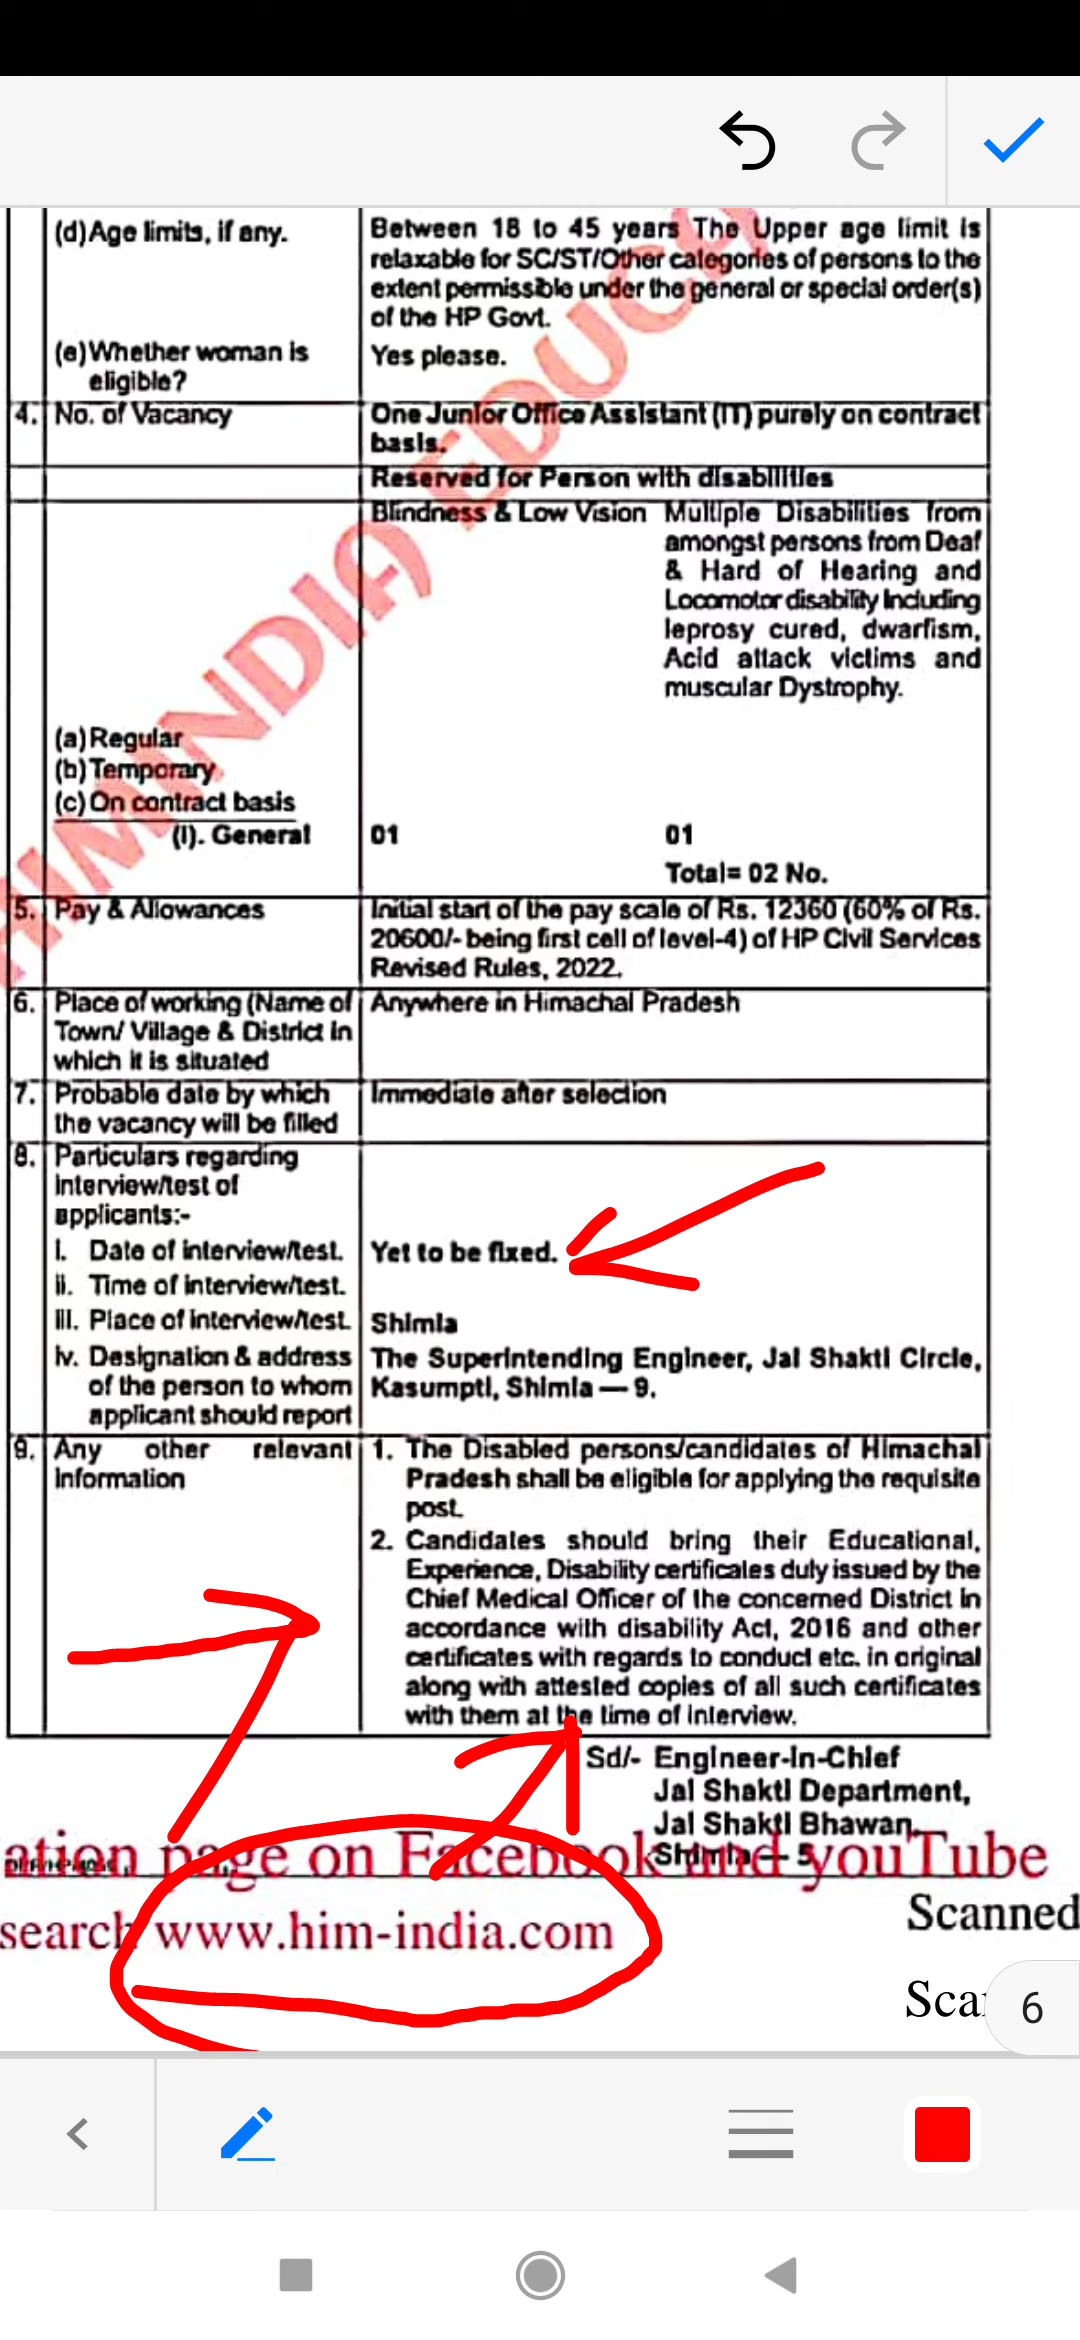 (d) Age limits, if any.
Between 18 to 45 years The Upper age limit is
relaxable for SC/ST/Other categories of persons to the
extent permissible under the general or special order(s)
of the HP Govt.
(e) Whether woman is
eligible?
Yes please.
4. No. of Vacancy
One Junior Office Assistant (IT) purely on contract
basis.
Reserved for Person with disabilities
Blindness & Low Vision
Multiple Disabilities from
amongst persons from Deaf
& Hard of Hearing and
Locomotor disability including
leprosy cured, dwarfism,
Acid attack victims and
muscular Dystrophy.
(a) Regular
(b) Temporary
(c) On contract basis
(I). General 01 01
Total= 02 No.
5. Pay & Allowances
Initial start of the pay scale of Rs. 12360 (60% of Rs.
20600/- being first cell of level-4) of HP Civil Services
Revised Rules, 2022.
6. Place of working (Name of
Town/ Village & District in
which it is situated
Anywhere in Himachal Pradesh
7. Probable date by which
the vacancy will be filled
Immediate after selection
8. Particulars regarding
interview/test of
applicants:-
i. Date of interview/test. Yet to be fixed.
ii. Time of interview/test.
iii. Place of interview/test. Shimla
iv. Designation & address
of the person to whom
applicant should report
The Superintending Engineer, Jal Shakti Circle,
Kasumpti, Shimla — 9.
9. Any other relevant
information
1. The Disabled persons/candidates of Himachal
Pradesh shall be eligible for applying the requisite
post.
2. Candidates should bring their Educational,
Experience, Disability certificates duly issued by the
Chief Medical Officer of the concerned District in
accordance with disability Act, 2016 and other
certificates with regards to conduct etc. in original
along with attested copies of all such certificates
with them at the time of interview.
Sd/- Engineer-in-Chief
Jal Shakti Department,
Jal Shakti Bhawan,
Shimla — 5
HIMINDIA EDUCA
ation page on Facebook and youTube
search www.him-india.com
Scanned
Sca
6